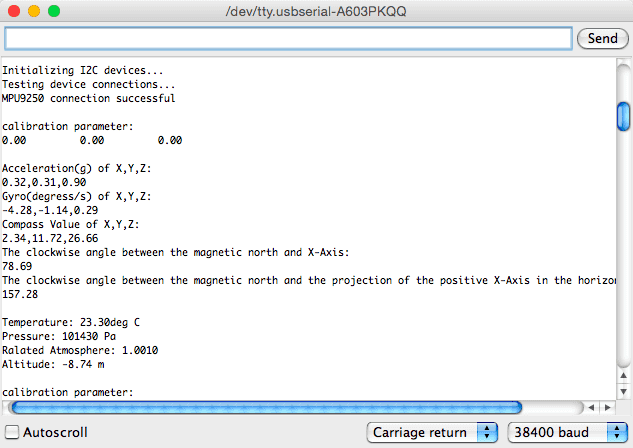 /dev/tty.usbserial-A603PKQQ
Send
Initializing I2C devices...
Testing device connections...
MPU9250 connection successful
calibration parameter:
0.00 0.00 0.00
Acceleration(g) of X,Y,Z:
0.32,0.31,0.90
Gyro(degress/s) of X,Y,Z:
-4.28,-1.14,0.29
Compass Value of X,Y,Z:
2.34,11.72,26.66
The clockwise angle between the magnetic north and X-Axis:
78.69
The clockwise angle between the magnetic north and the projection of the positive X-Axis in the horizon
157.28
Temperature: 23.30deg C
Pressure: 101430 Pa
Ralated Atmosphere: 1.0010
Altitude: -8.74 m
calibration parameter:
Autoscroll
Carriage return
38400 baud